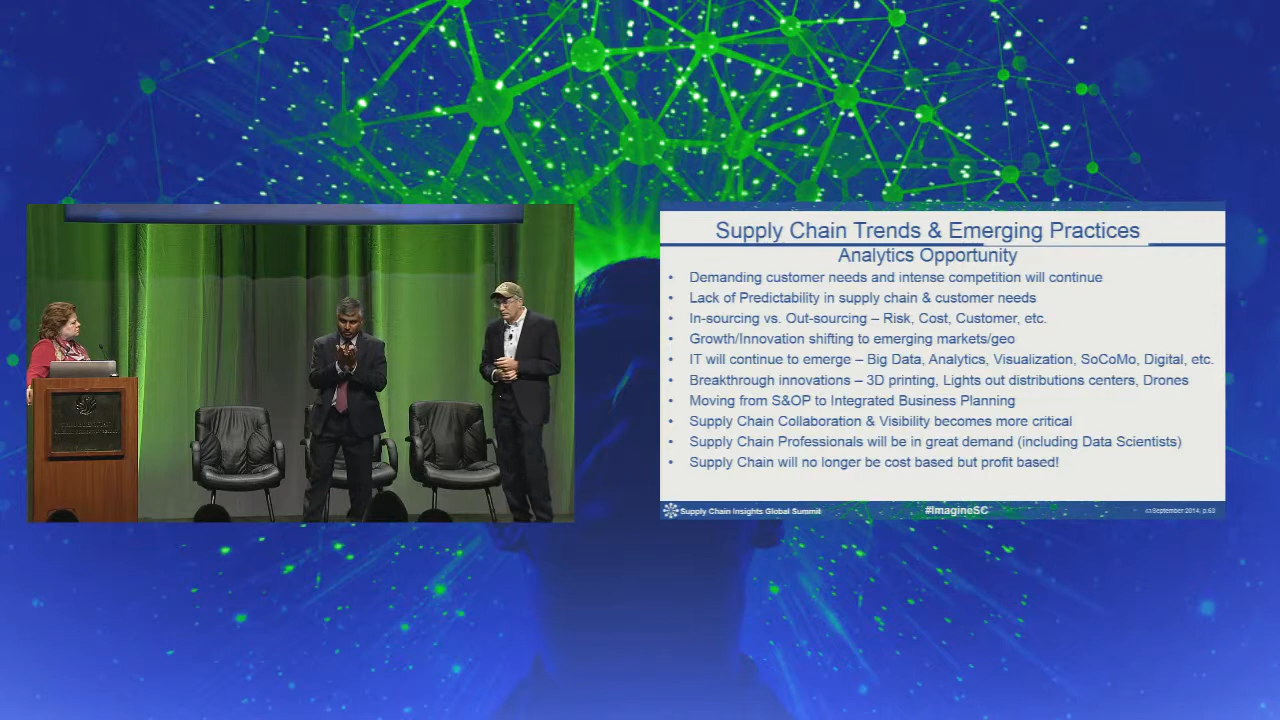 Supply Chain Trends & Emerging Practices
Analytics Opportunity
• Demanding customer needs and intense competition will continue
• Lack of Predictability in supply chain & customer needs
• In-sourcing vs. Out-sourcing – Risk, Cost, Customer, etc.
• Growth/Innovation shifting to emerging markets/geo
• IT will continue to emerge – Big Data, Analytics, Visualization, SoCoMo, Digital, etc.
• Breakthrough innovations – 3D printing, Lights out distributions centers, Drones
• Moving from S&OP to Integrated Business Planning
• Supply Chain Collaboration & Visibility becomes more critical
• Supply Chain Professionals will be in great demand (including Data Scientists)
• Supply Chain will no longer be cost based but profit based!
Supply Chain Insights Global Summit #ImagineSC (c) September 2014, p.63